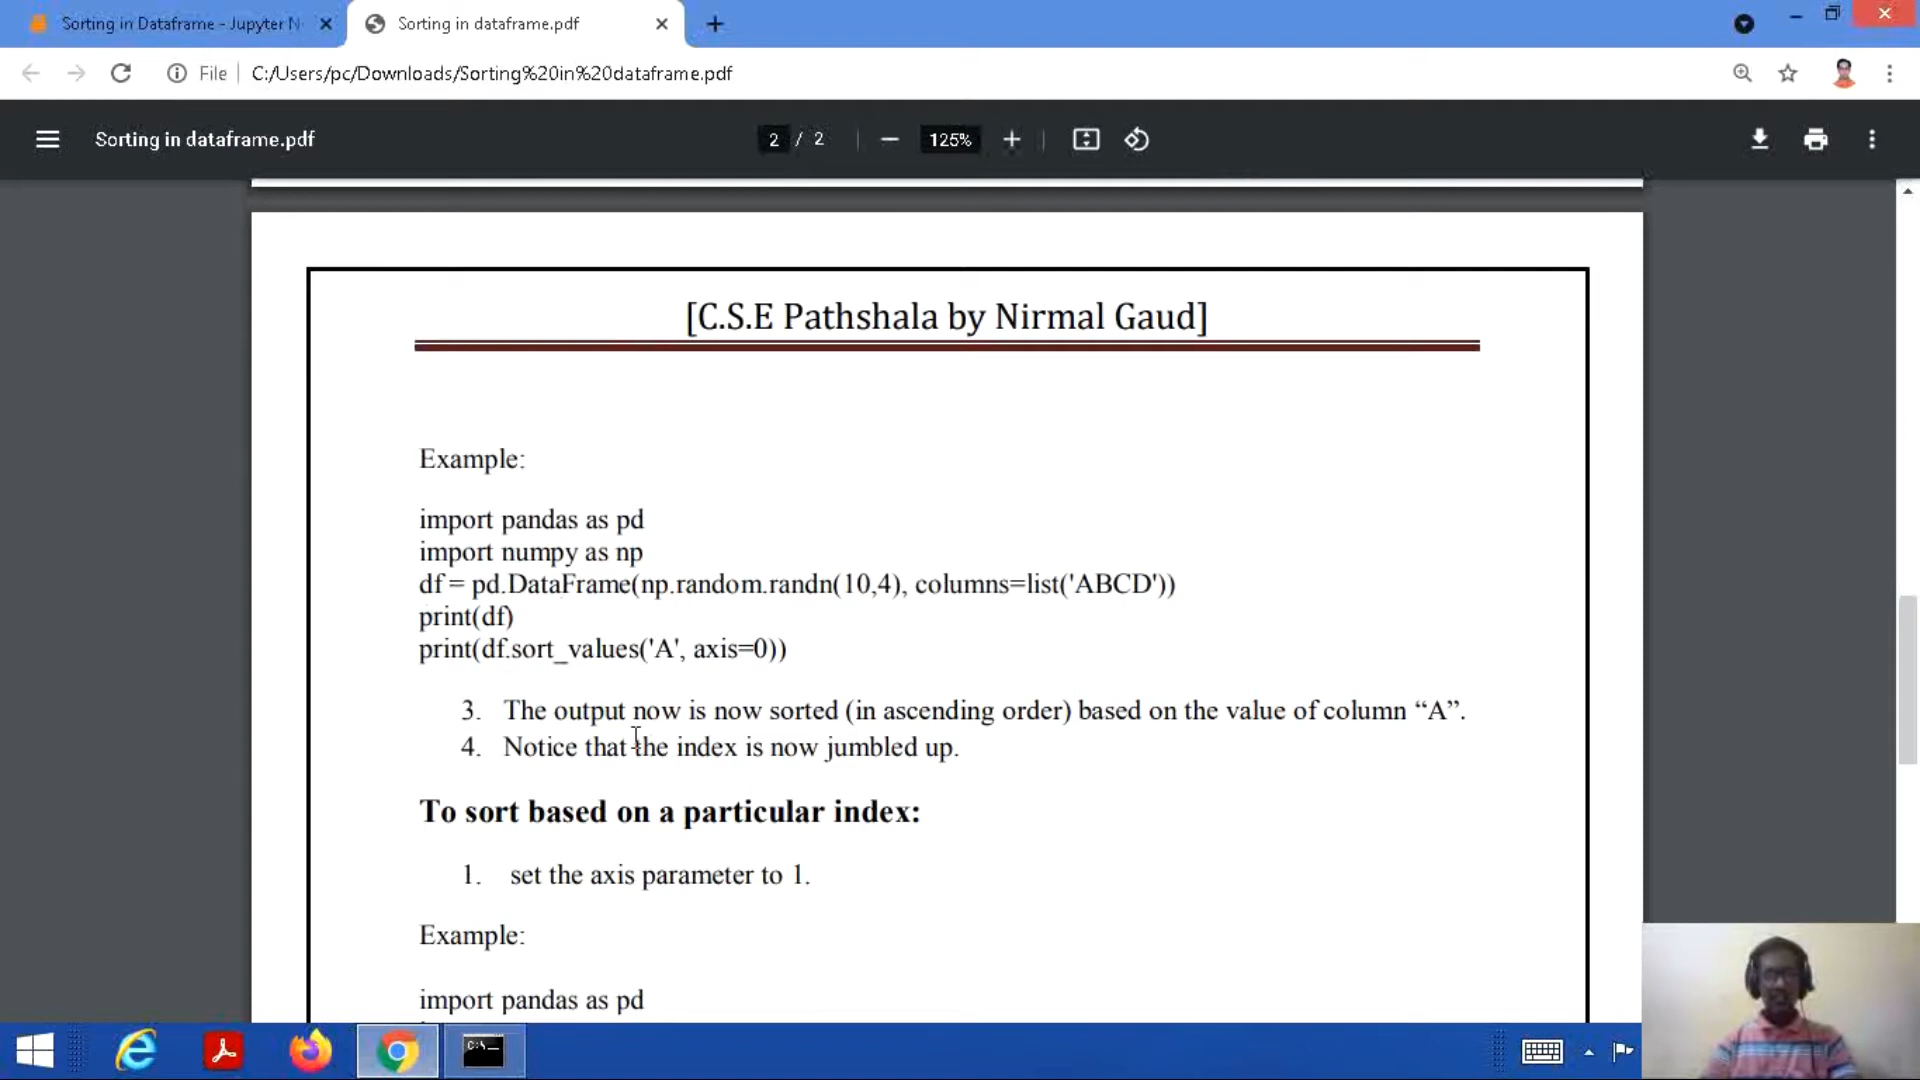 Sorting in Dataframe - Jupyter N
Sorting in dataframe.pdf
File
C:/Users/pc/Downloads/Sorting%20in%20dataframe.pdf
Sorting in dataframe.pdf
2 / 2
125%
[C.S.E Pathshala by Nirmal Gaud]
Example:
import pandas as pd
import numpy as np
df = pd.DataFrame(np.random.randn(10,4), columns=list('ABCD'))
print(df)
print(df.sort_values('A', axis=0))
3. The output now is now sorted (in ascending order) based on the value of column “A”.
4. Notice that the index is now jumbled up.
To sort based on a particular index:
1. set the axis parameter to 1.
Example:
import pandas as pd
C:\_